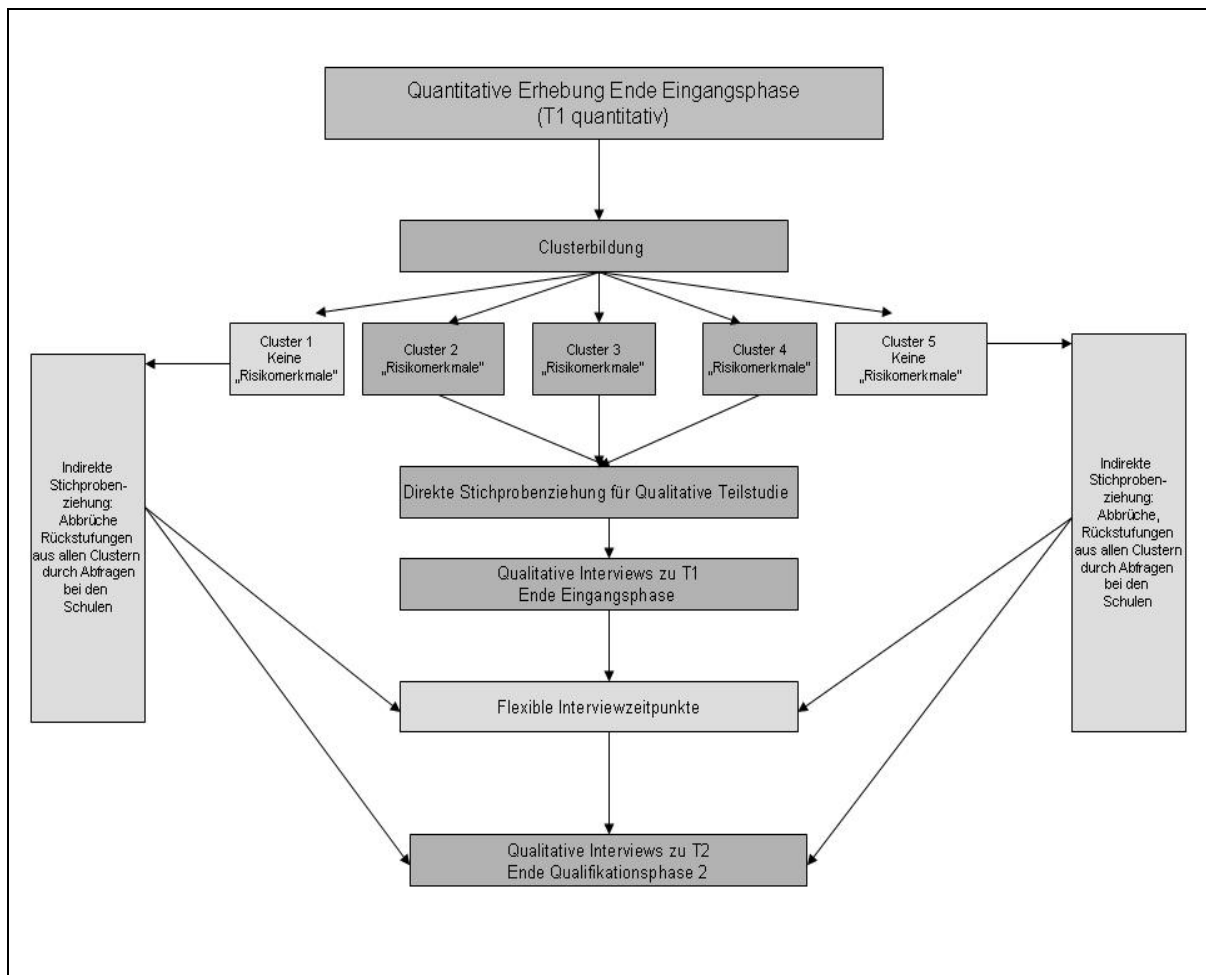 Quantitative Erhebung Ende Eingangsphase
(T1 quantitativ)
Clusterbildung
Cluster 1
Keine
„Risikomerkmale"
Cluster 2
„Risikomerkmale"
Cluster 3
„Risikomerkmale"
Cluster 4
„Risikomerkmale"
Cluster 5
Keine
„Risikomerkmale"
Indirekte
Stichproben-
ziehung:
Abbrüche
Rückstufungen
aus allen Clustern
durch Abfragen
bei den
Schulen
Direkte Stichprobenziehung für Qualitative Teilstudie
Indirekte
Stichproben-
ziehung:
Abbrüche,
Rückstufungen
aus allen Clustern
durch Abfragen
bei den
Schulen
Qualitative Interviews zu T1
Ende Eingangsphase
Flexible Interviewzeitpunkte
Qualitative Interviews zu T2
Ende Qualifikationsphase 2